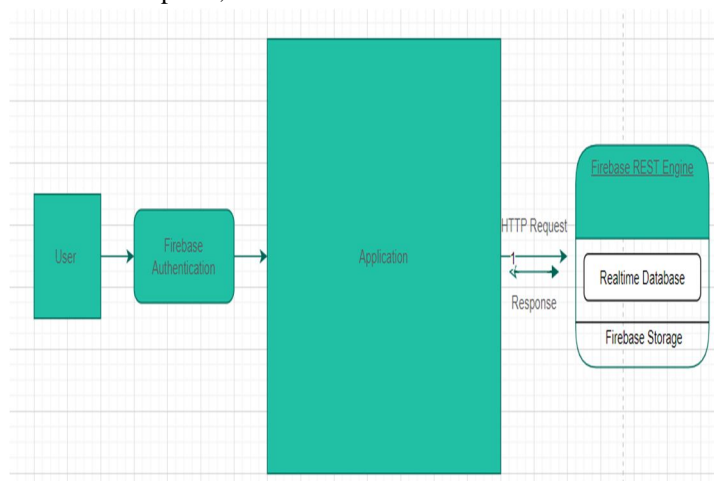 User
Firebase
Authentication
Application
HTTP Request
1
Response
Firebase REST Engine
Realtime Database
Firebase Storage